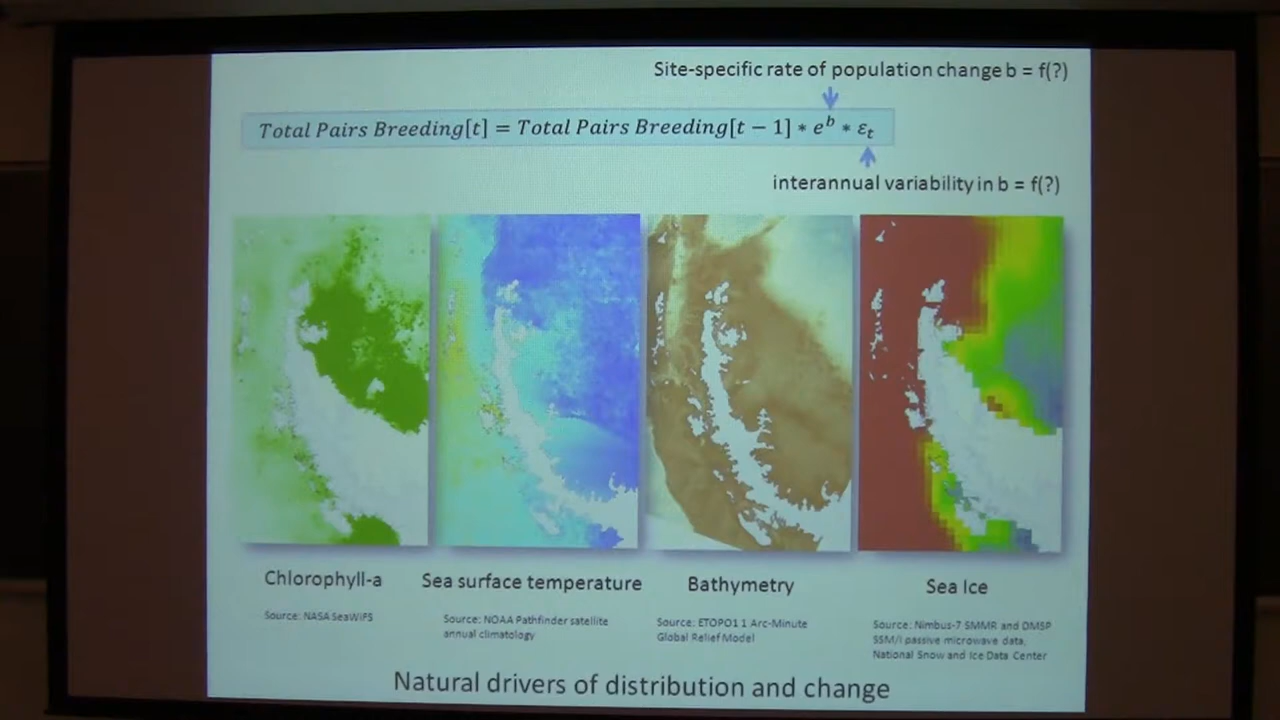 Site-specific rate of population change b = f(?)
Total Pairs Breeding[t] = Total Pairs Breeding[t − 1] ∗ e^b ∗ ε_t
interannual variability in b = f(?)
Chlorophyll-a
Sea surface temperature
Bathymetry
Sea Ice
Source: NASA SeaWiFS
Source: NOAA Pathfinder satellite
annual climatology
Source: ETOPO1 1 Arc-Minute
Global Relief Model
Source: Nimbus-7 SMMR and DMSP
SSM/I passive microwave data,
National Snow and Ice Data Center
Natural drivers of distribution and change